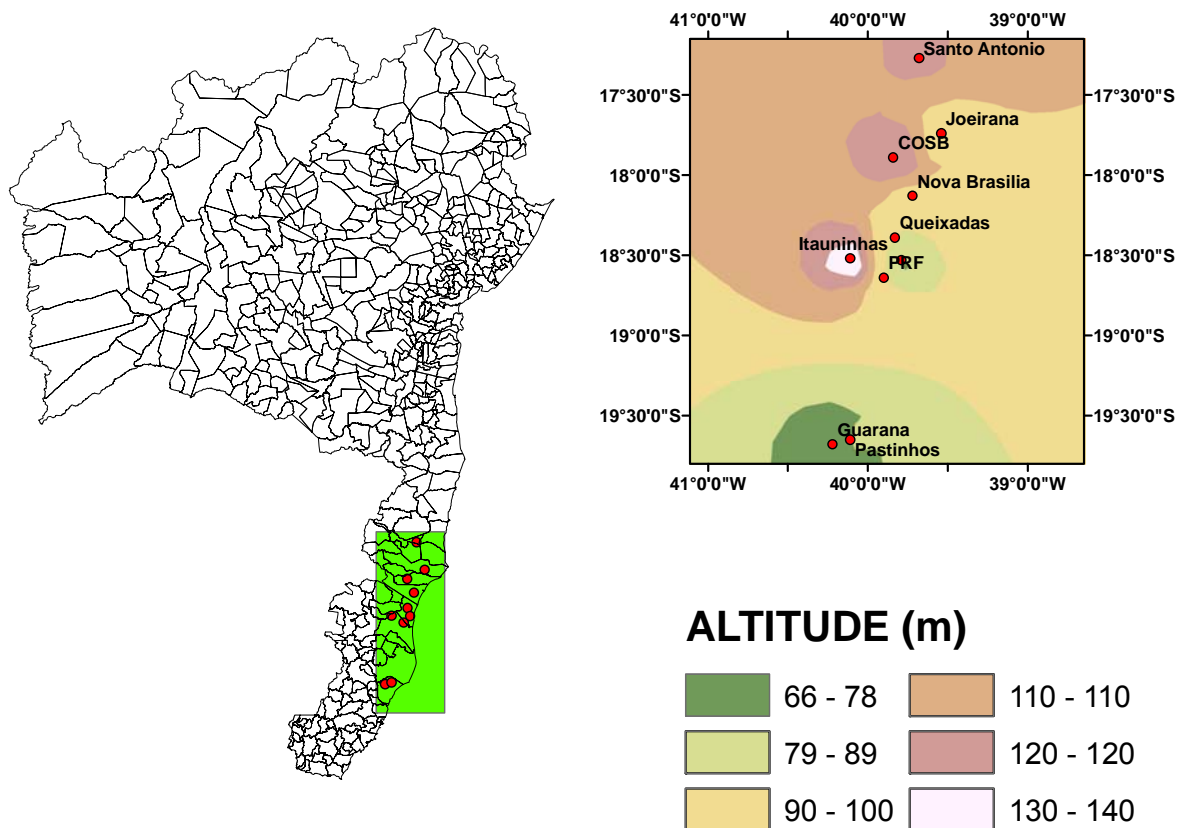 41°0'0"W 40°0'0"W 39°0'0"W
Santo Antonio
17°30'0"S 17°30'0"S
Joeirana
COSB
18°0'0"S 18°0'0"S
Nova Brasilia
Queixadas
Itauninhas
18°30'0"S 18°30'0"S
PRF
19°0'0"S 19°0'0"S
19°30'0"S 19°30'0"S
Guarana
Pastinhos
41°0'0"W 40°0'0"W 39°0'0"W
ALTITUDE (m)
66 - 78 110 - 110
79 - 89 120 - 120
90 - 100 130 - 140